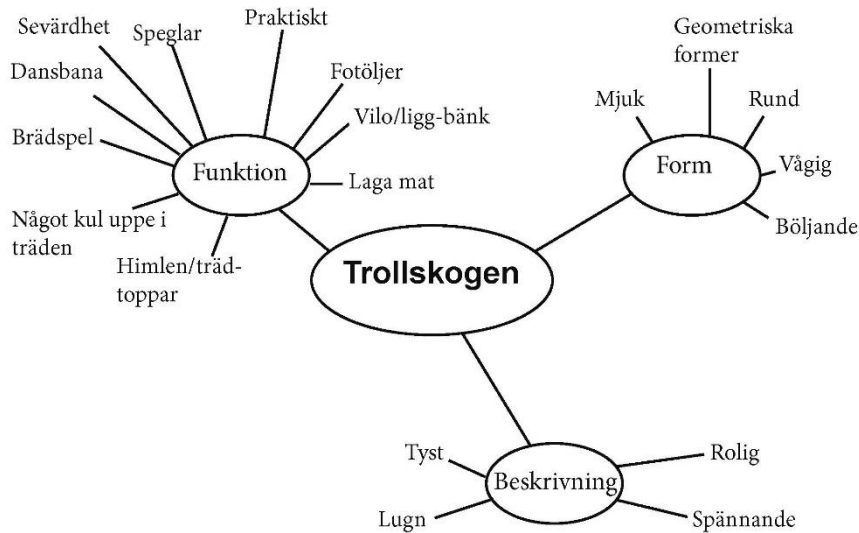 Sevärdhet
Speglar
Praktiskt
Dansbana
Fotöljer
Brädspel
Vilo/ligg-bänk
Funktion
Laga mat
Något kul uppe i
träden
Himlen/träd-
toppar
Geometriska
former
Mjuk
Rund
Form
Vågig
Böljande
Trollskogen
Tyst
Rolig
Beskrivning
Lugn
Spännande